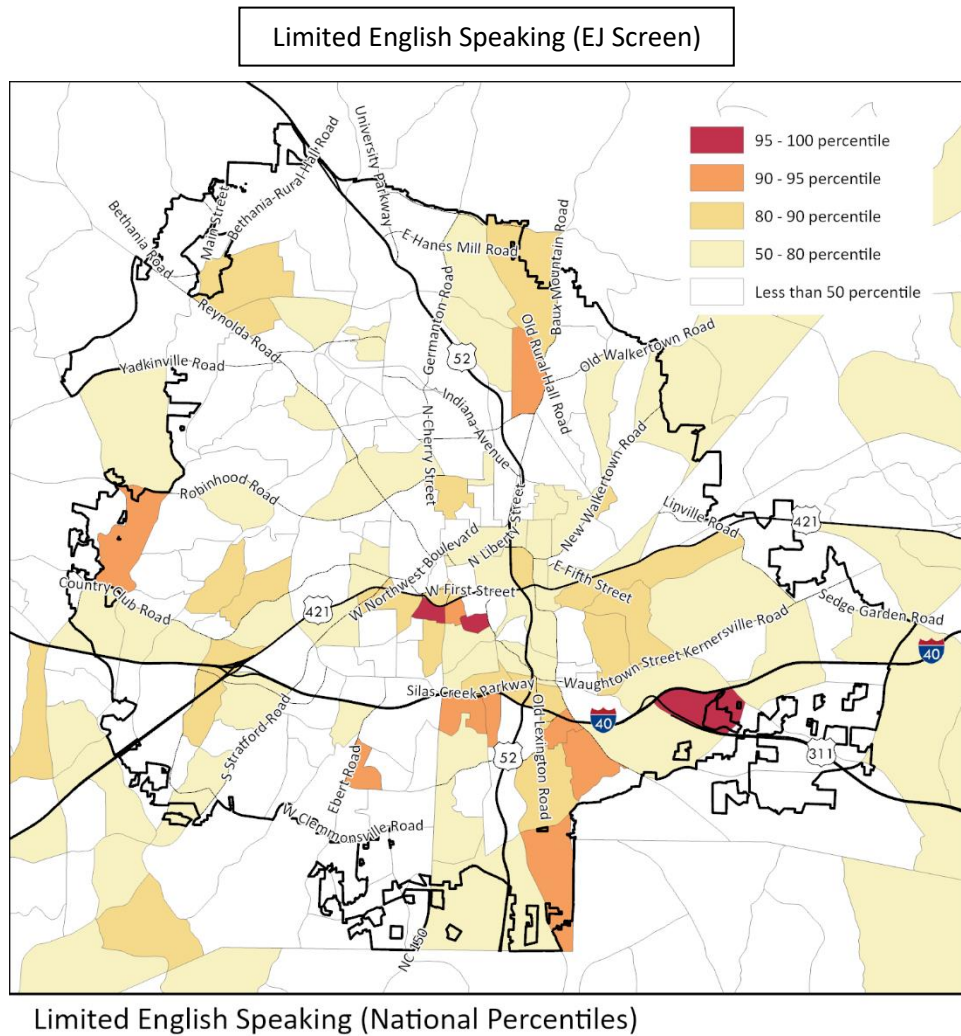 Limited English Speaking (EJ Screen)
95 - 100 percentile
90 - 95 percentile
80 - 90 percentile
50 - 80 percentile
Less than 50 percentile
University Parkway
Bethania-Rural-Hall Road
Main Street
Bethania Road
E Hanes Mill Road
Banx Mountain Road
Reynolda Road
Germanton Road
52
Old Rural Hall Road
Old Walkertown Road
Yadkinville Road
Indiana Avenue
N Cherry Street
Robinhood Road
New Walkertown Road
Lipville Road
421
N Liberty Street
W Northwest Boulevard
E Fifth Street
W First Street
Country Club Road
421
Sedge Garden Road
Waughtown Street Kernersville Road
40
Silas Creek Parkway
Old Lexington Road
40
S Stratford Road
52
311
Ebert Road
W Clemmonsville Road
NC 150
Limited English Speaking (National Percentiles)